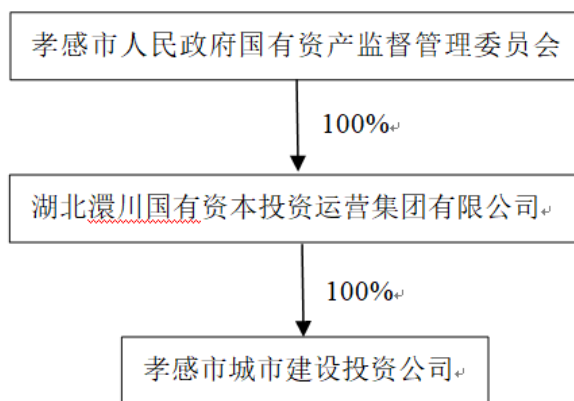 孝感市人民政府国有资产监督管理委员会
100%
湖北澴川国有资本投资运营集团有限公司
100%
孝感市城市建设投资公司